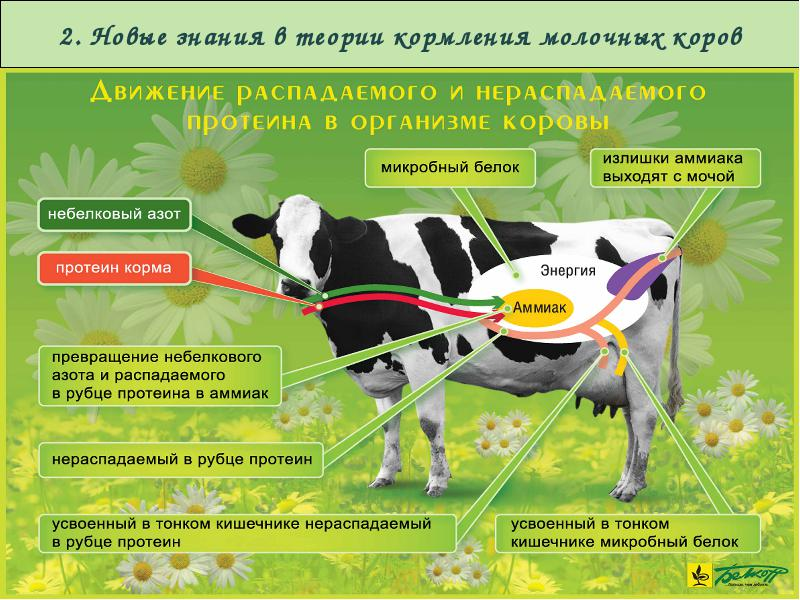 2. Новые знания в теории кормления молочных коров
Движение распадаемого и нераспадаемого
протеина в организме коровы
микробный белок
излишки аммиака
выходят с мочой
небелковый азот
протеин корма
Энергия
Аммиак
превращение небелкового
азота и распадаемого
в рубце протеина в аммиак
нераспадаемый в рубце протеин
усвоенный в тонком кишечнике нераспадаемый
в рубце протеин
усвоенный в тонком
кишечнике микробный белок